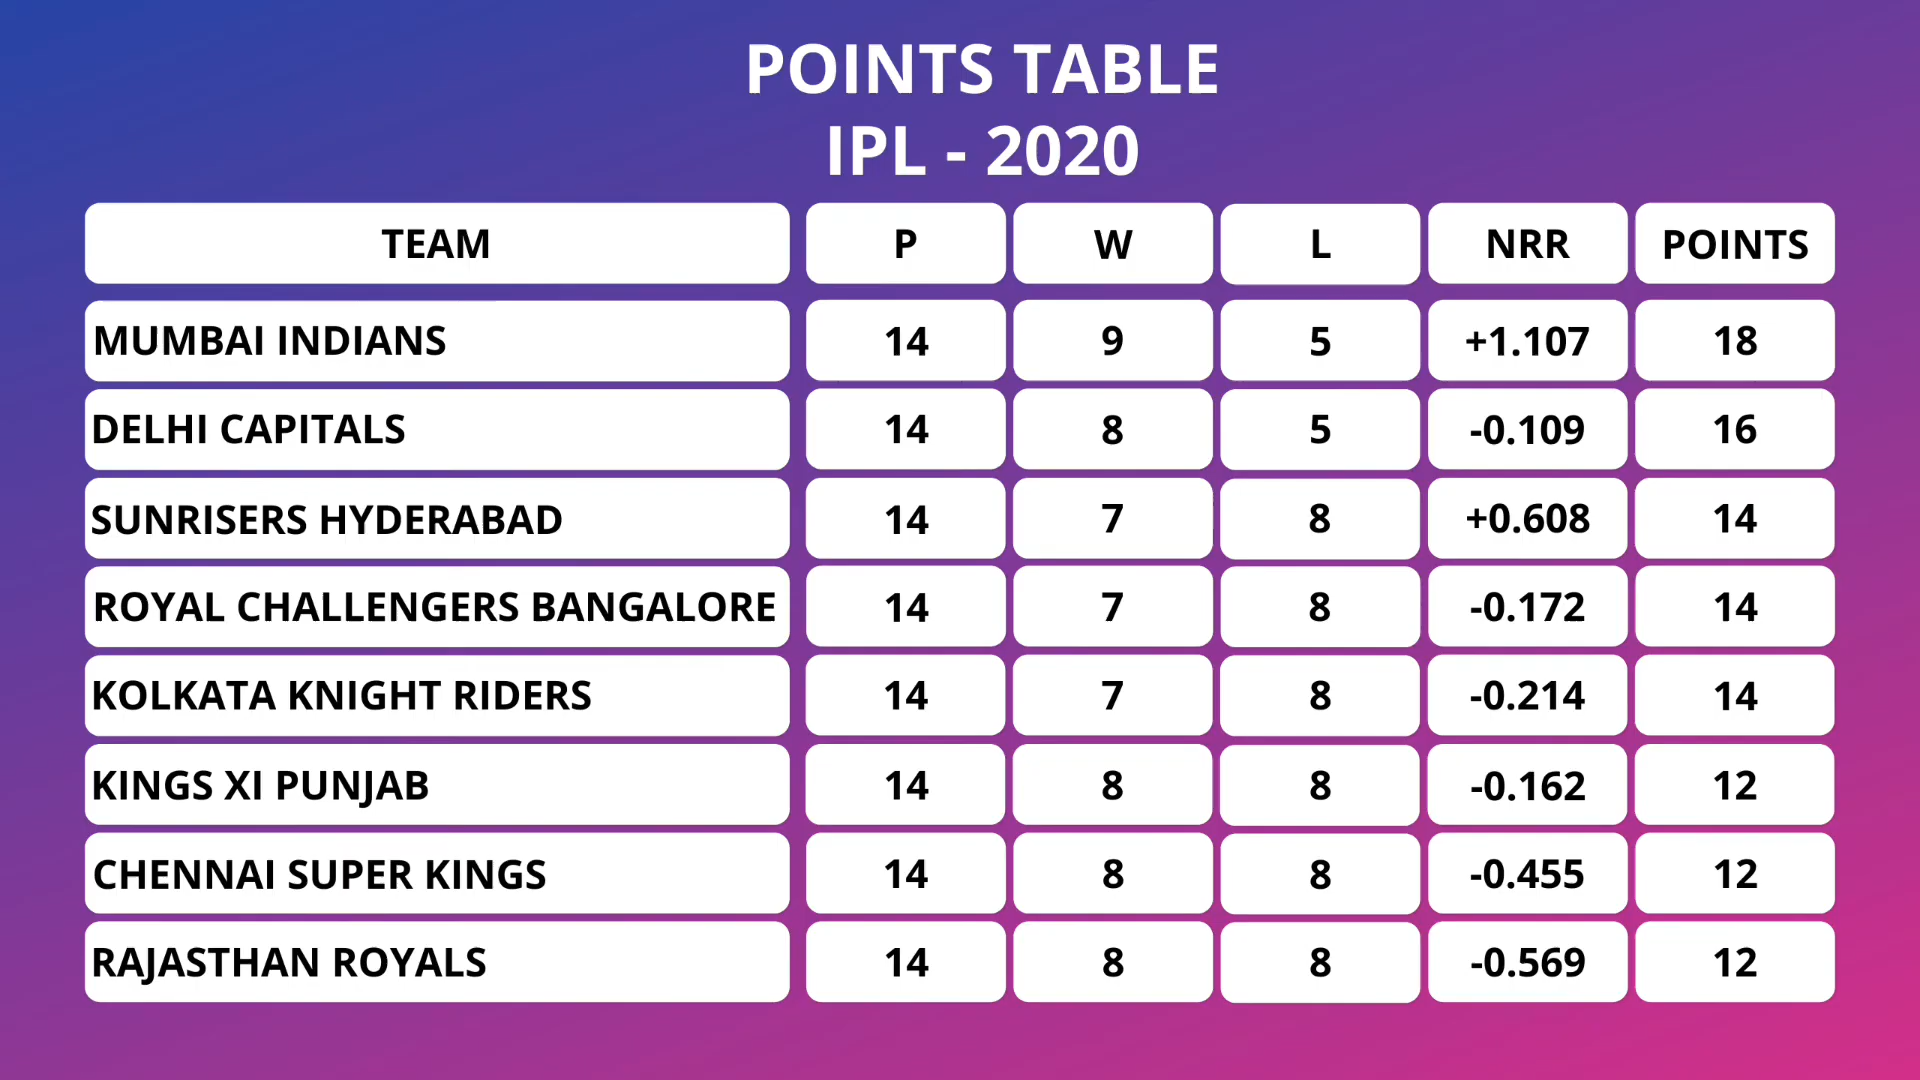 POINTS TABLE
IPL - 2020
TEAM P W L NRR POINTS
MUMBAI INDIANS 14 9 5 +1.107 18
DELHI CAPITALS 14 8 5 -0.109 16
SUNRISERS HYDERABAD 14 7 8 +0.608 14
ROYAL CHALLENGERS BANGALORE 14 7 8 -0.172 14
KOLKATA KNIGHT RIDERS 14 7 8 -0.214 14
KINGS XI PUNJAB 14 8 8 -0.162 12
CHENNAI SUPER KINGS 14 8 8 -0.455 12
RAJASTHAN ROYALS 14 8 8 -0.569 12